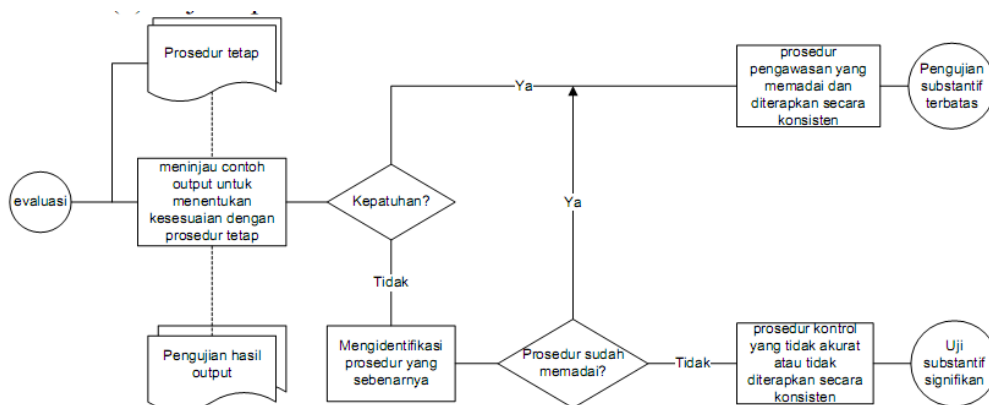 Prosedur tetap
Ya
prosedur
pengawasan yang
memadai dan
diterapkan secara
konsisten
Pengujian
substantif
terbatas
evaluasi
meninjau contoh
output untuk
menentukan
kesesuaian dengan
prosedur tetap
Kepatuhan?
Ya
Tidak
Pengujian hasil
output
Mengidentifikasi
prosedur yang
sebenarnya
Prosedur sudah
memadai?
Tidak
prosedur kontrol
yang tidak akurat
atau tidak
diterapkan secara
konsisten
Uji
substantif
signifikan